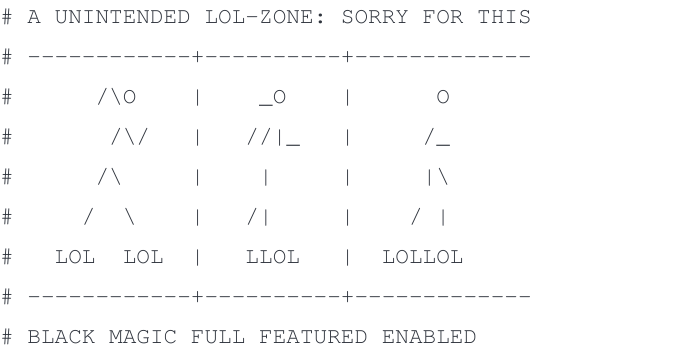 # A UNINTENDED LOL-ZONE: SORRY FOR THIS
# ------------+----------+-------------
#      /\O    |    _O    |      O
#       /\/   |   //|_   |     /_
#      /\     |    |     |     |\
#     /  \    |   /|     |    / |
#   LOL  LOL  |   LLOL   |  LOLLOL
# ------------+----------+-------------
# BLACK MAGIC FULL FEATURED ENABLED